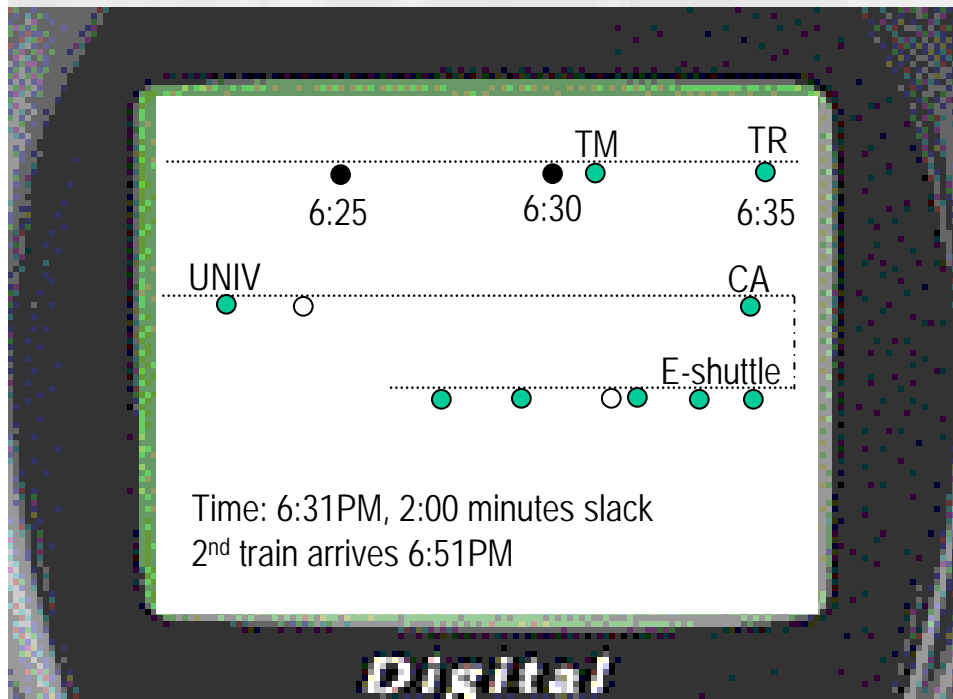 TM TR
6:25 6:30 6:35
UNIV CA
E-shuttle
Time: 6:31PM, 2:00 minutes slack
2nd train arrives 6:51PM
Digital